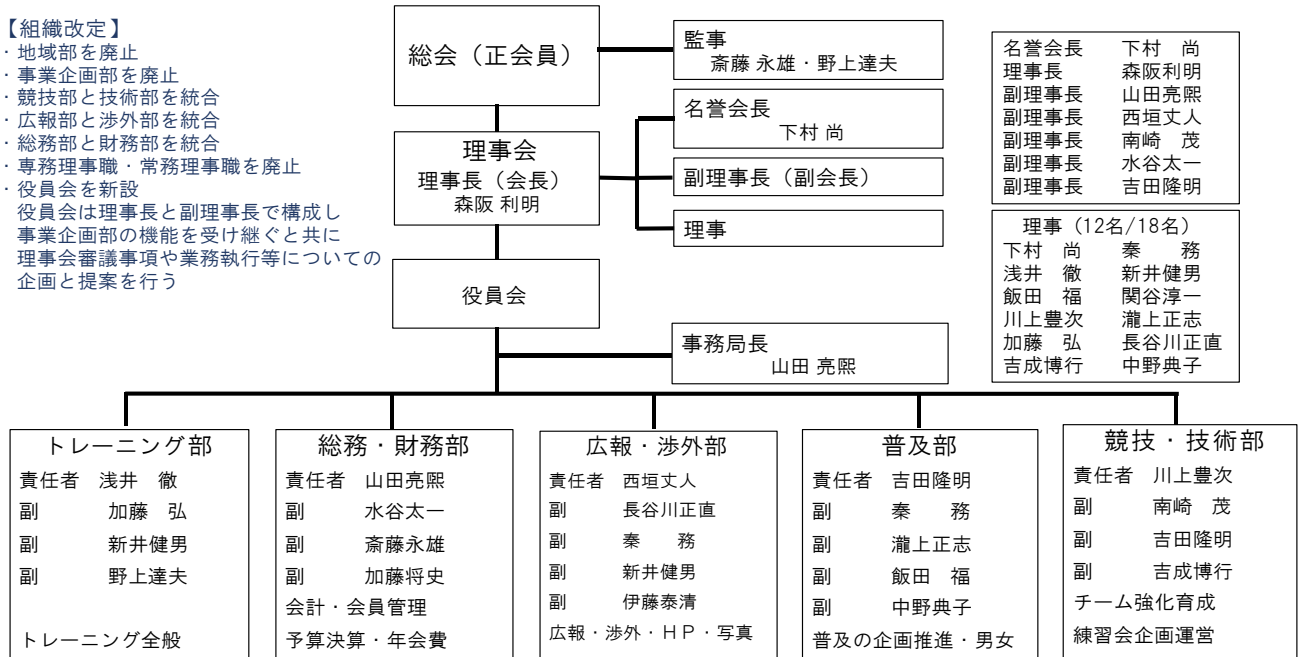 【組織改定】
・地域部を廃止
・事業企画部を廃止
・競技部と技術部を統合
・広報部と渉外部を統合
・総務部と財務部を統合
・専務理事職・常務理事職を廃止
・役員会を新設
役員会は理事長と副理事長で構成し
事業企画部の機能を受け継ぐと共に
理事会審議事項や業務執行等についての
企画と提案を行う
総会（正会員）
監事
斎藤 永雄・野上達夫
名誉会長
下村 尚
理事会
理事長（会長）
森阪 利明
副理事長（副会長）
理事
役員会
事務局長
山田 亮熙
名誉会長 下村 尚
理事長 森阪利明
副理事長 山田亮熙
副理事長 西垣丈人
副理事長 南崎 茂
副理事長 水谷太一
副理事長 吉田隆明
理事（12名/18名）
下村 尚 秦 務
浅井 徹 新井健男
飯田 福 関谷淳一
川上豊次 瀧上正志
加藤 弘 長谷川正直
吉成博行 中野典子
トレーニング部
責任者 浅井 徹
副 加藤 弘
副 新井健男
副 野上達夫
トレーニング全般
総務・財務部
責任者 山田亮熙
副 水谷太一
副 斎藤永雄
副 加藤将史
会計・会員管理
予算決算・年会費
広報・渉外部
責任者 西垣丈人
副 長谷川正直
副 秦 務
副 新井健男
副 伊藤泰清
広報・渉外・ＨＰ・写真
普及部
責任者 吉田隆明
副 秦 務
副 瀧上正志
副 飯田 福
副 中野典子
普及の企画推進・男女
競技・技術部
責任者 川上豊次
副 南崎 茂
副 吉田隆明
副 吉成博行
チーム強化育成
練習会企画運営